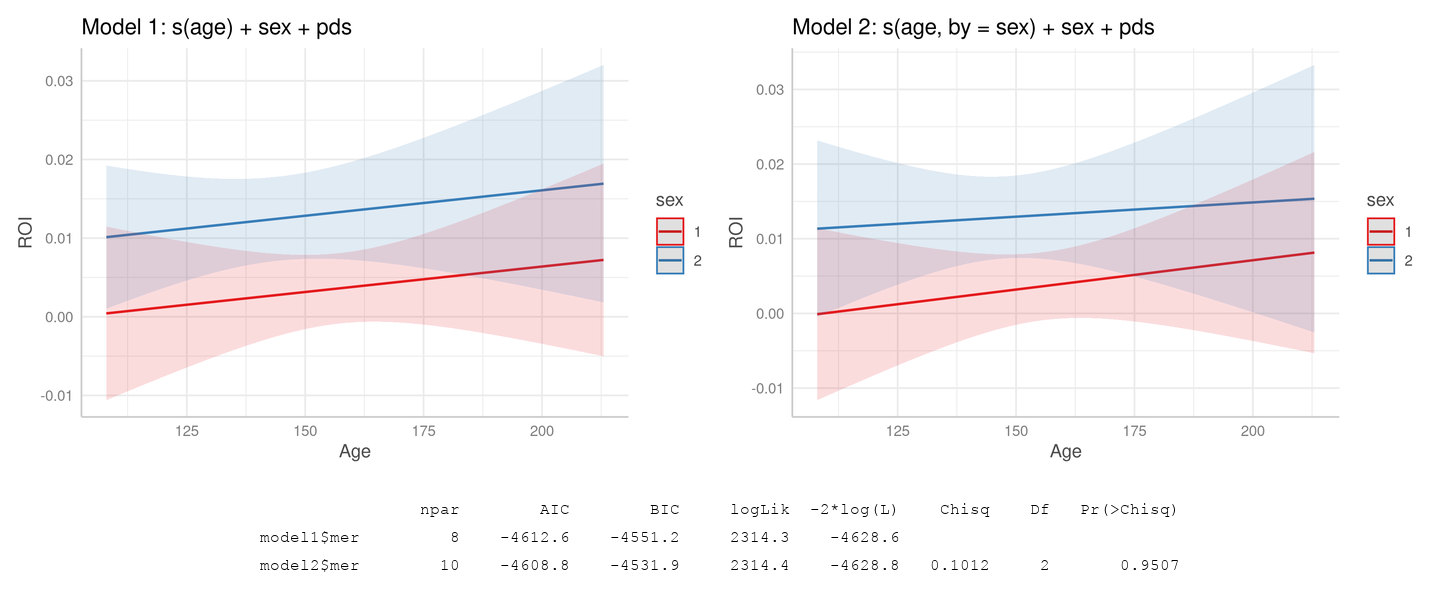 Model 1: s(age) + sex + pds
0.03
0.02
0.01
0.00
-0.01
ROI
125 150 175 200
Age
sex
1
2
Model 2: s(age, by = sex) + sex + pds
0.03
0.02
0.01
0.00
-0.01
ROI
125 150 175 200
Age
sex
1
2
npar AIC BIC logLik -2*log(L) Chisq Df Pr(>Chisq)
model1$mer 8 -4612.6 -4551.2 2314.3 -4628.6
model2$mer 10 -4608.8 -4531.9 2314.4 -4628.8 0.1012 2 0.9507